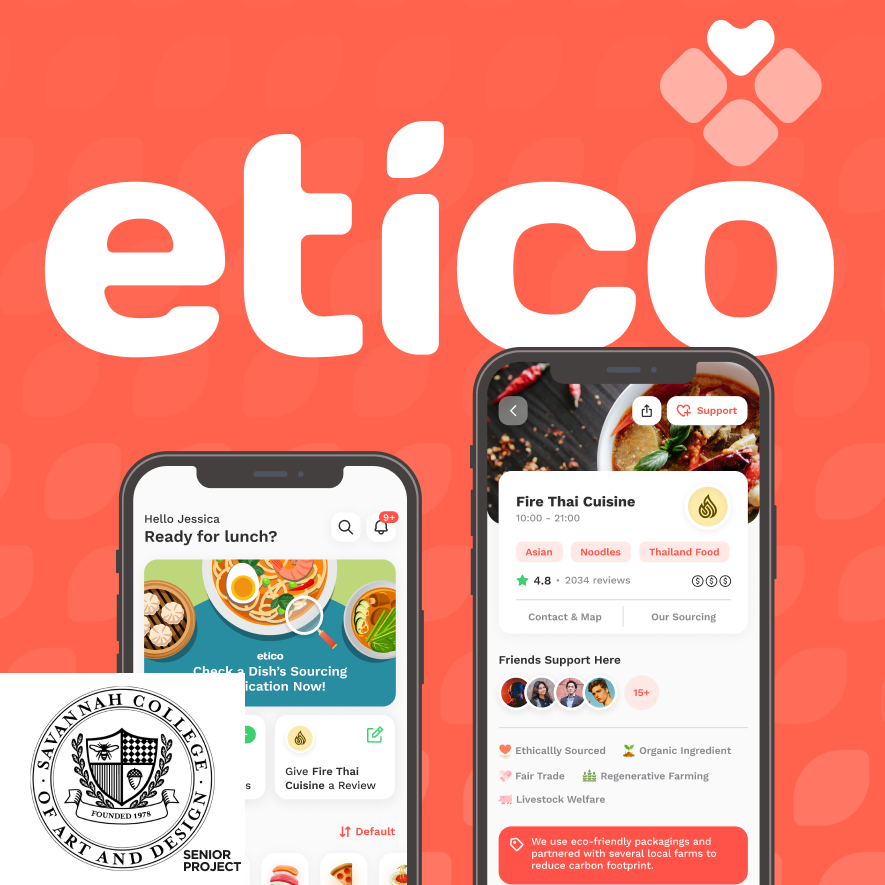 etico
Hello Jessica
Ready for lunch?
9+
etico
Check a Dish's Sourcing
ication Now!
s
Give Fire Thai
Cuisine a Review
Default
Support
Fire Thai Cuisine
10:00 - 21:00
Asian
Noodles
Thailand Food
4.8 • 2034 reviews
$ $ $
Contact & Map
Our Sourcing
Friends Support Here
15+
Ethicallly Sourced
Organic Ingredient
Fair Trade
Regenerative Farming
Livestock Welfare
We use eco-friendly packagings and
partnered with several local farms to
reduce carbon footprint.
SAVANNAH COLLEGE · OF ART AND DESIGN ·
FOUNDED 1978
SENIOR
PROJECT